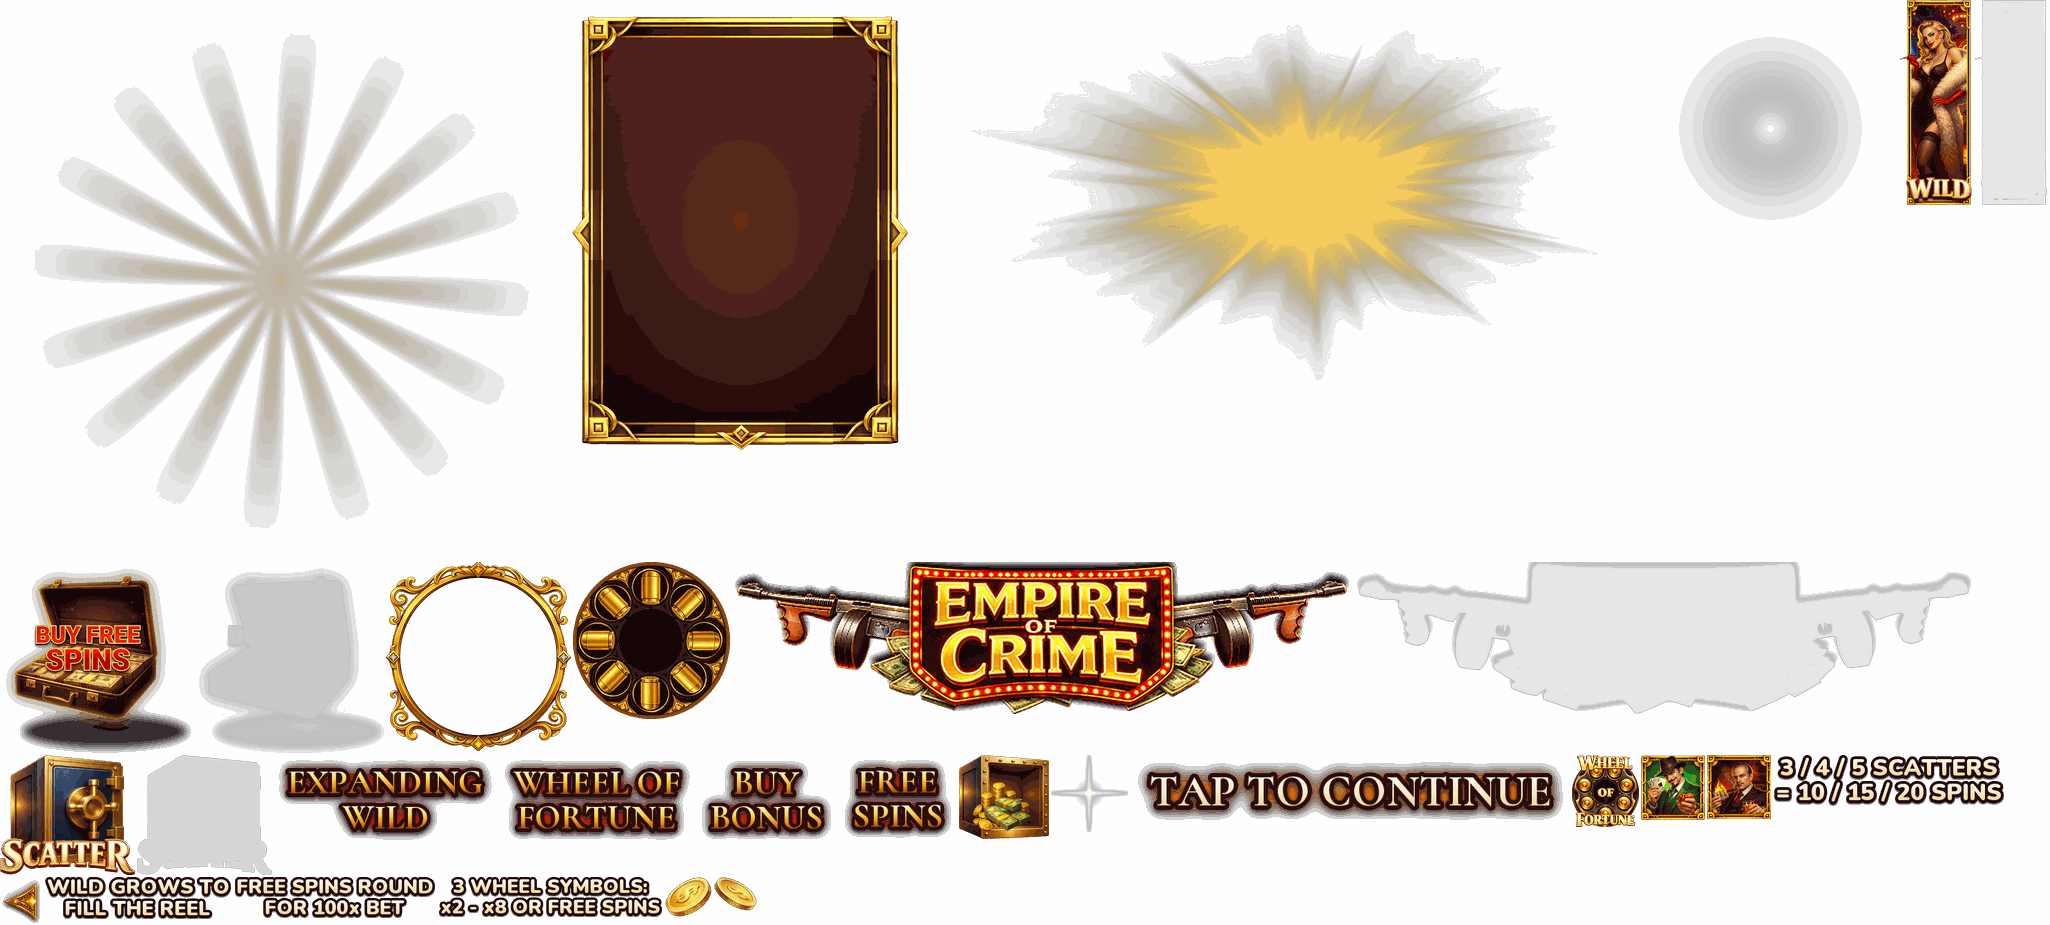 WILD
BUY FREE
SPINS
EMPIRE
OF
CRIME
SCATTER
EXPANDING
WILD
WHEEL OF
FORTUNE
BUY
BONUS
FREE
SPINS
TAP TO CONTINUE
WHEEL
OF
FORTUNE
3 / 4 / 5 SCATTERS
= 10 / 15 / 20 SPINS
WILD GROWS TO
FILL THE REEL
FREE SPINS ROUND
FOR 100x BET
3 WHEEL SYMBOLS:
x2 - x8 OR FREE SPINS